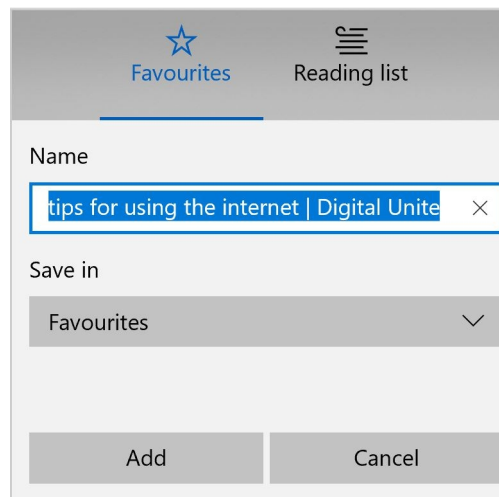 Favourites Reading list
Name
tips for using the internet | Digital Unite
Save in
Favourites
Add Cancel